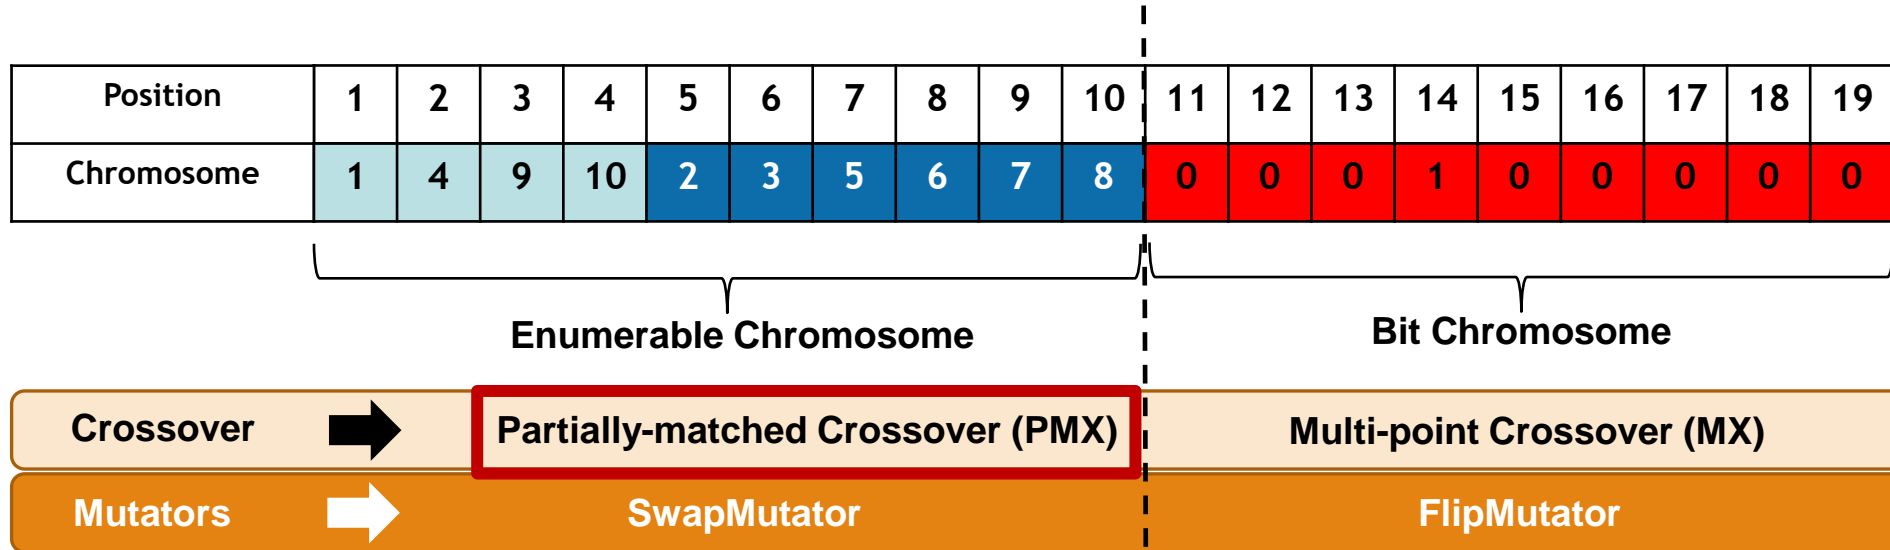 Position 1 2 3 4 5 6 7 8 9 10 11 12 13 14 15 16 17 18 19
Chromosome 1 4 9 10 2 3 5 6 7 8 0 0 0 1 0 0 0 0 0
Enumerable Chromosome Bit Chromosome
Crossover Partially-matched Crossover (PMX) Multi-point Crossover (MX)
Mutators SwapMutator FlipMutator